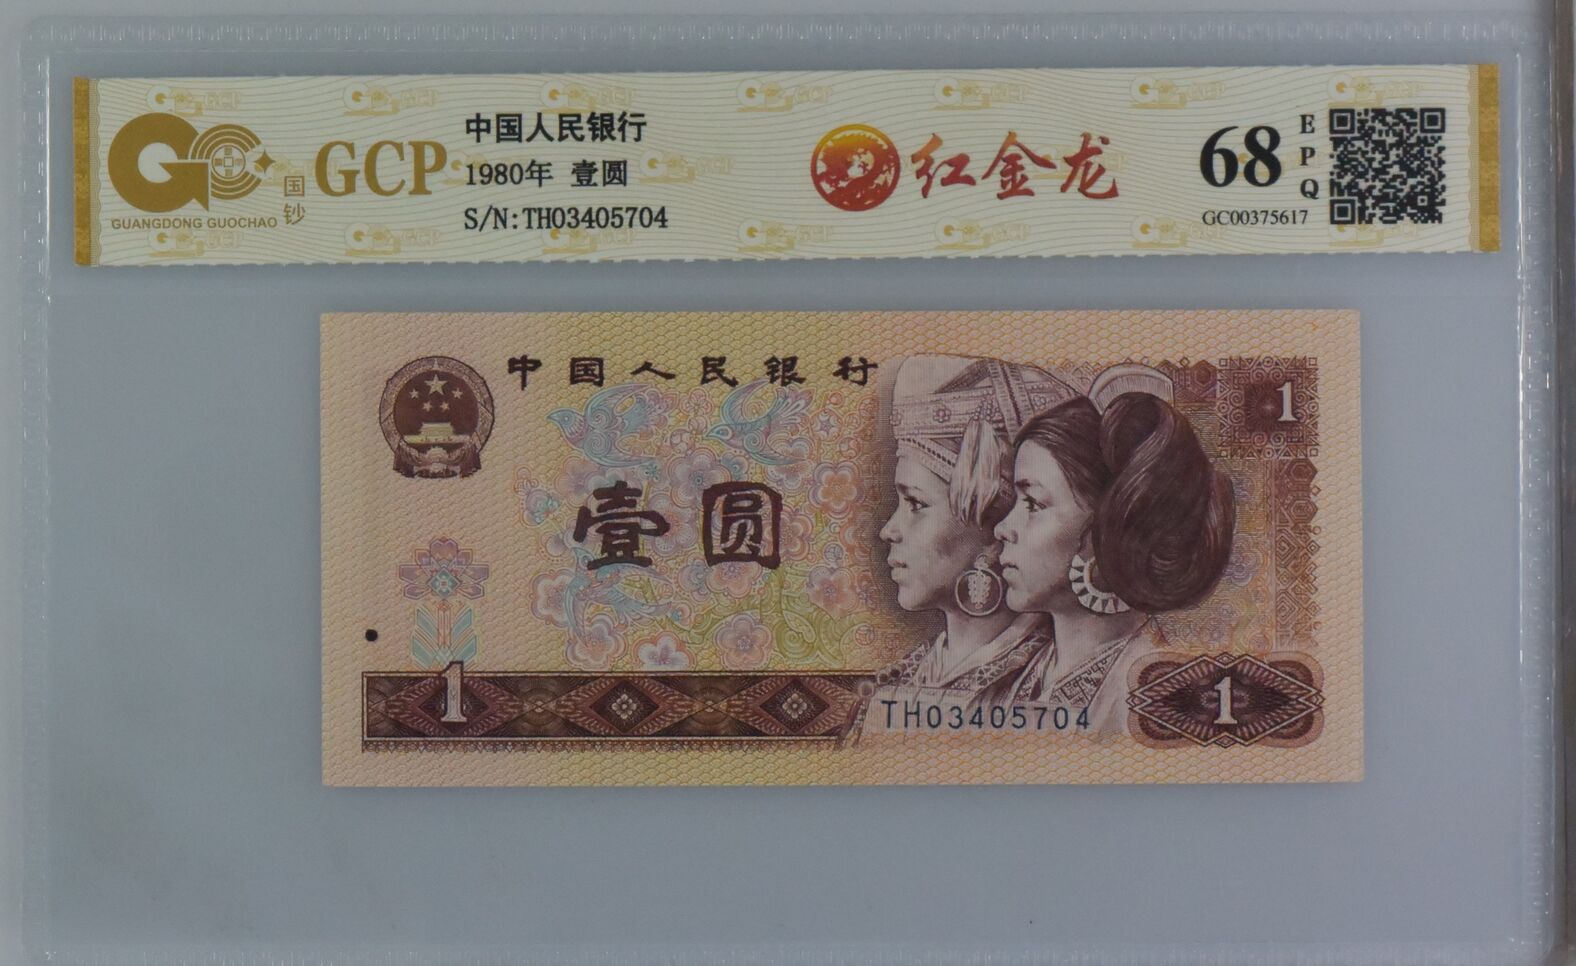 GUANGDONG GUOCHAO
国钞
GCP
中国人民银行
1980年 壹圆
S/N:TH03405704
红金龙
68
EPQ
GC00375617
中国人民银行
1
壹圆
1
TH03405704
1